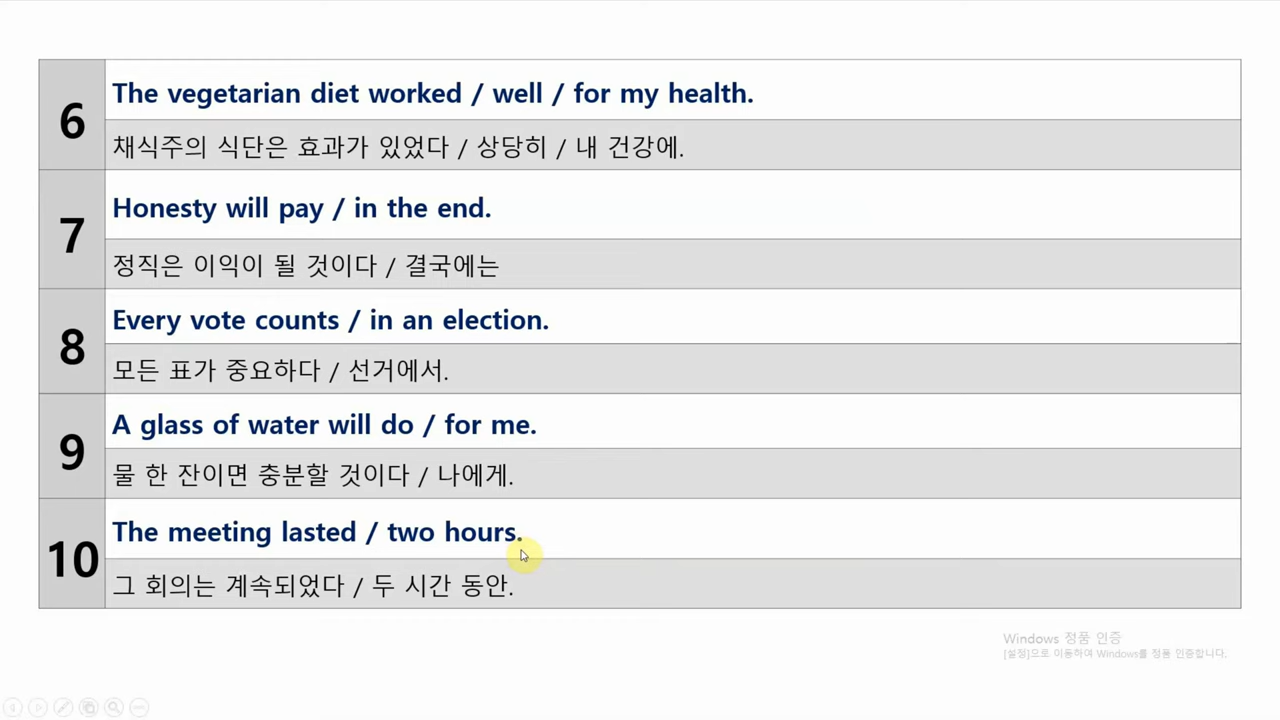 6
The vegetarian diet worked / well / for my health.
채식주의 식단은 효과가 있었다 / 상당히 / 내 건강에.
7
Honesty will pay / in the end.
정직은 이익이 될 것이다 / 결국에는
8
Every vote counts / in an election.
모든 표가 중요하다 / 선거에서.
9
A glass of water will do / for me.
물 한 잔이면 충분할 것이다 / 나에게.
10
The meeting lasted / two hours.
그 회의는 계속되었다 / 두 시간 동안.
Windows 정품 인증
[설정]으로 이동하여 Windows를 정품 인증합니다.